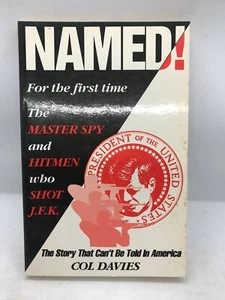 NAMED!
For the first time
The
MASTER SPY
and
HITMEN
who
SHOT
J.F.K.
PRESIDENT OF THE UNITED STATES
The Story That Can't Be Told In America
COL DAVIES